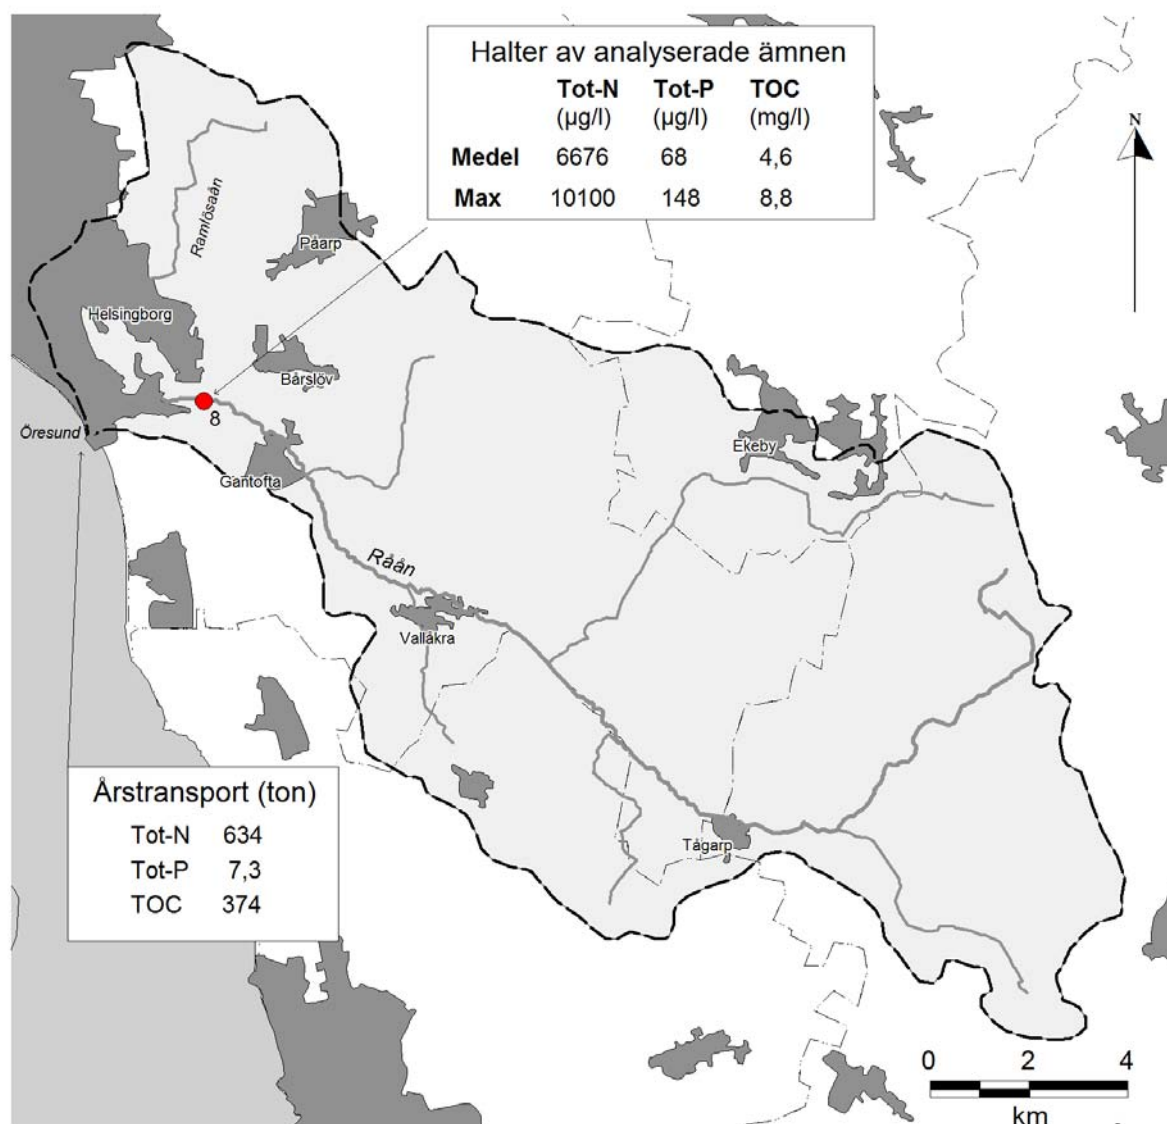 Halter av analyserade ämnen
Tot-N Tot-P TOC
(µg/l) (µg/l) (mg/l)
Medel 6676 68 4,6
Max 10100 148 8,8
N
Ramlösaån
Påarp
Helsingborg
Bårslöv
8
Öresund
Ekeby
Gantofta
Råån
Vallåkra
Årstransport (ton)
Tot-N 634
Tot-P 7,3
TOC 374
Tågarp
0 2 4
km